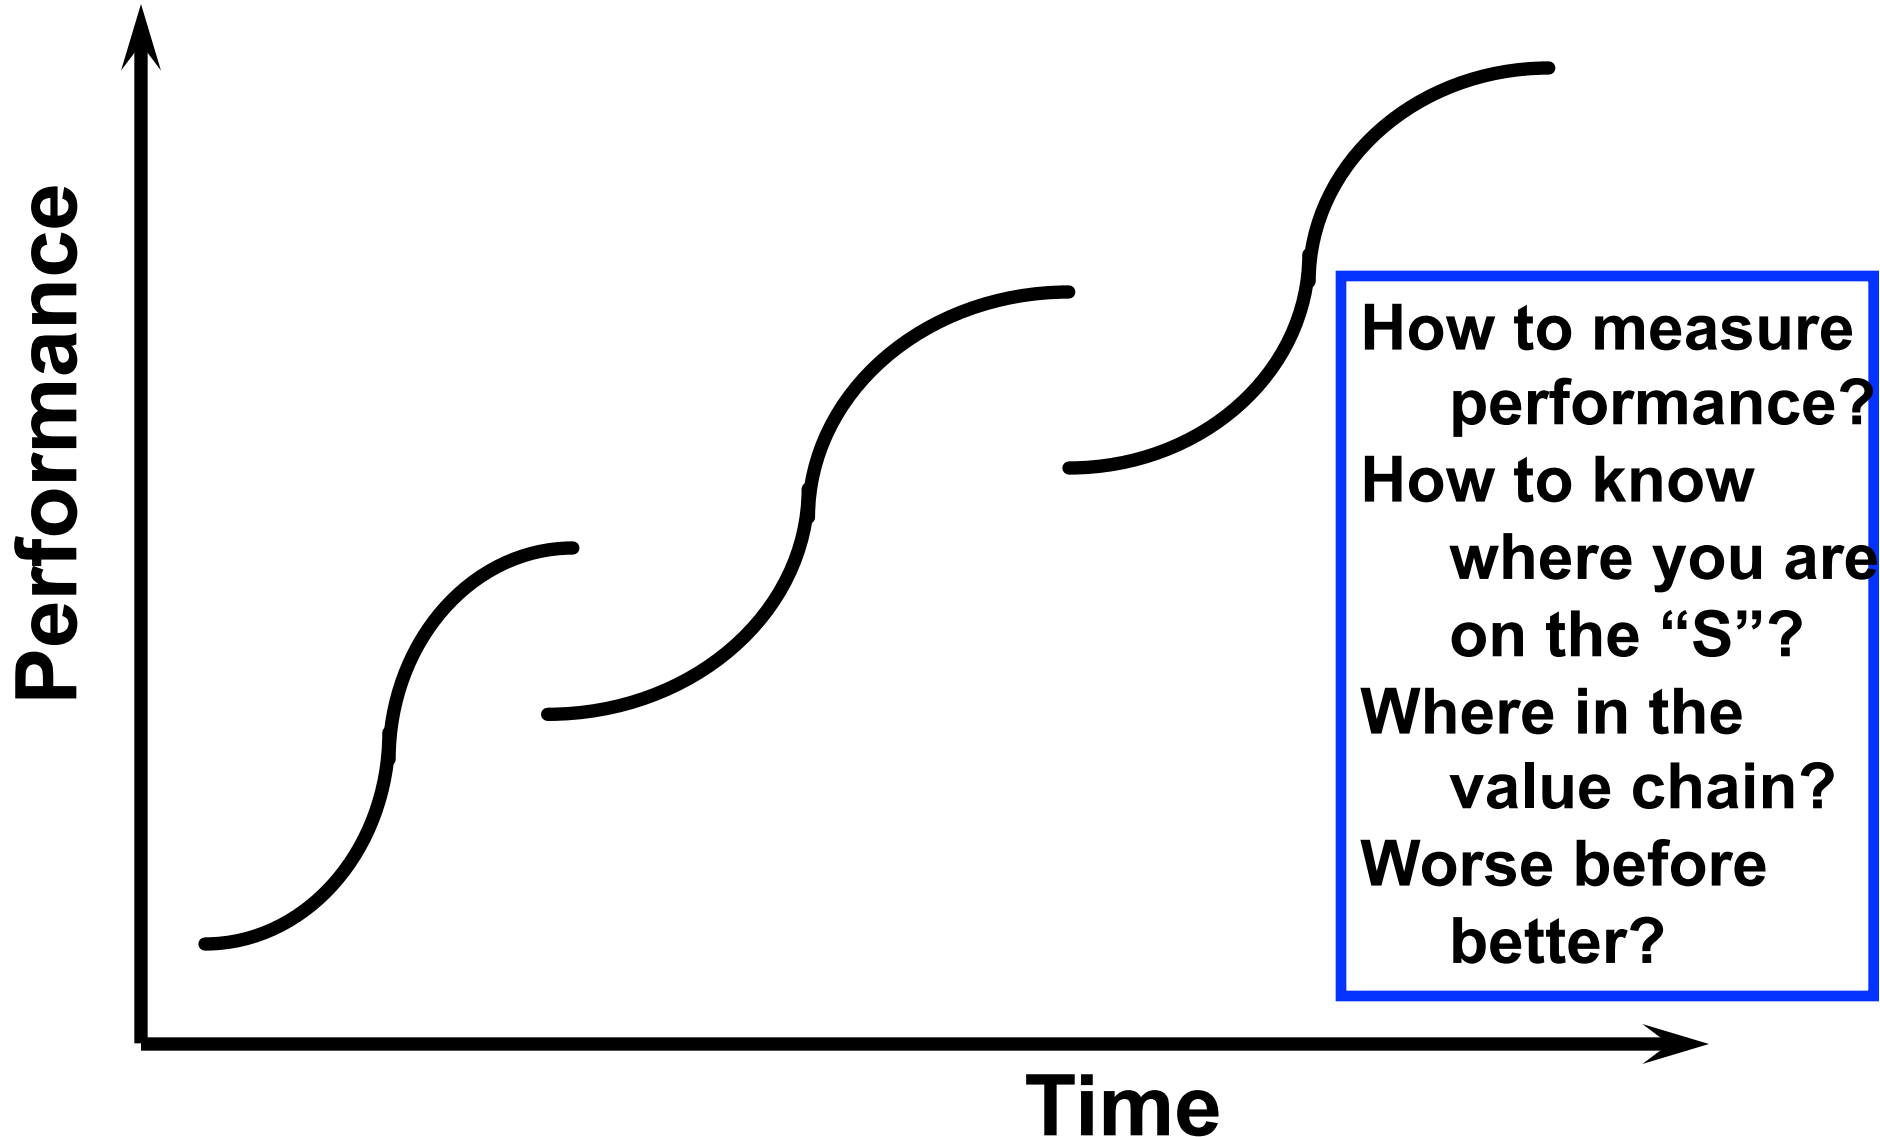 Performance
How to measure
performance?
How to know
where you are
on the “S”?
Where in the
value chain?
Worse before
better?
Time